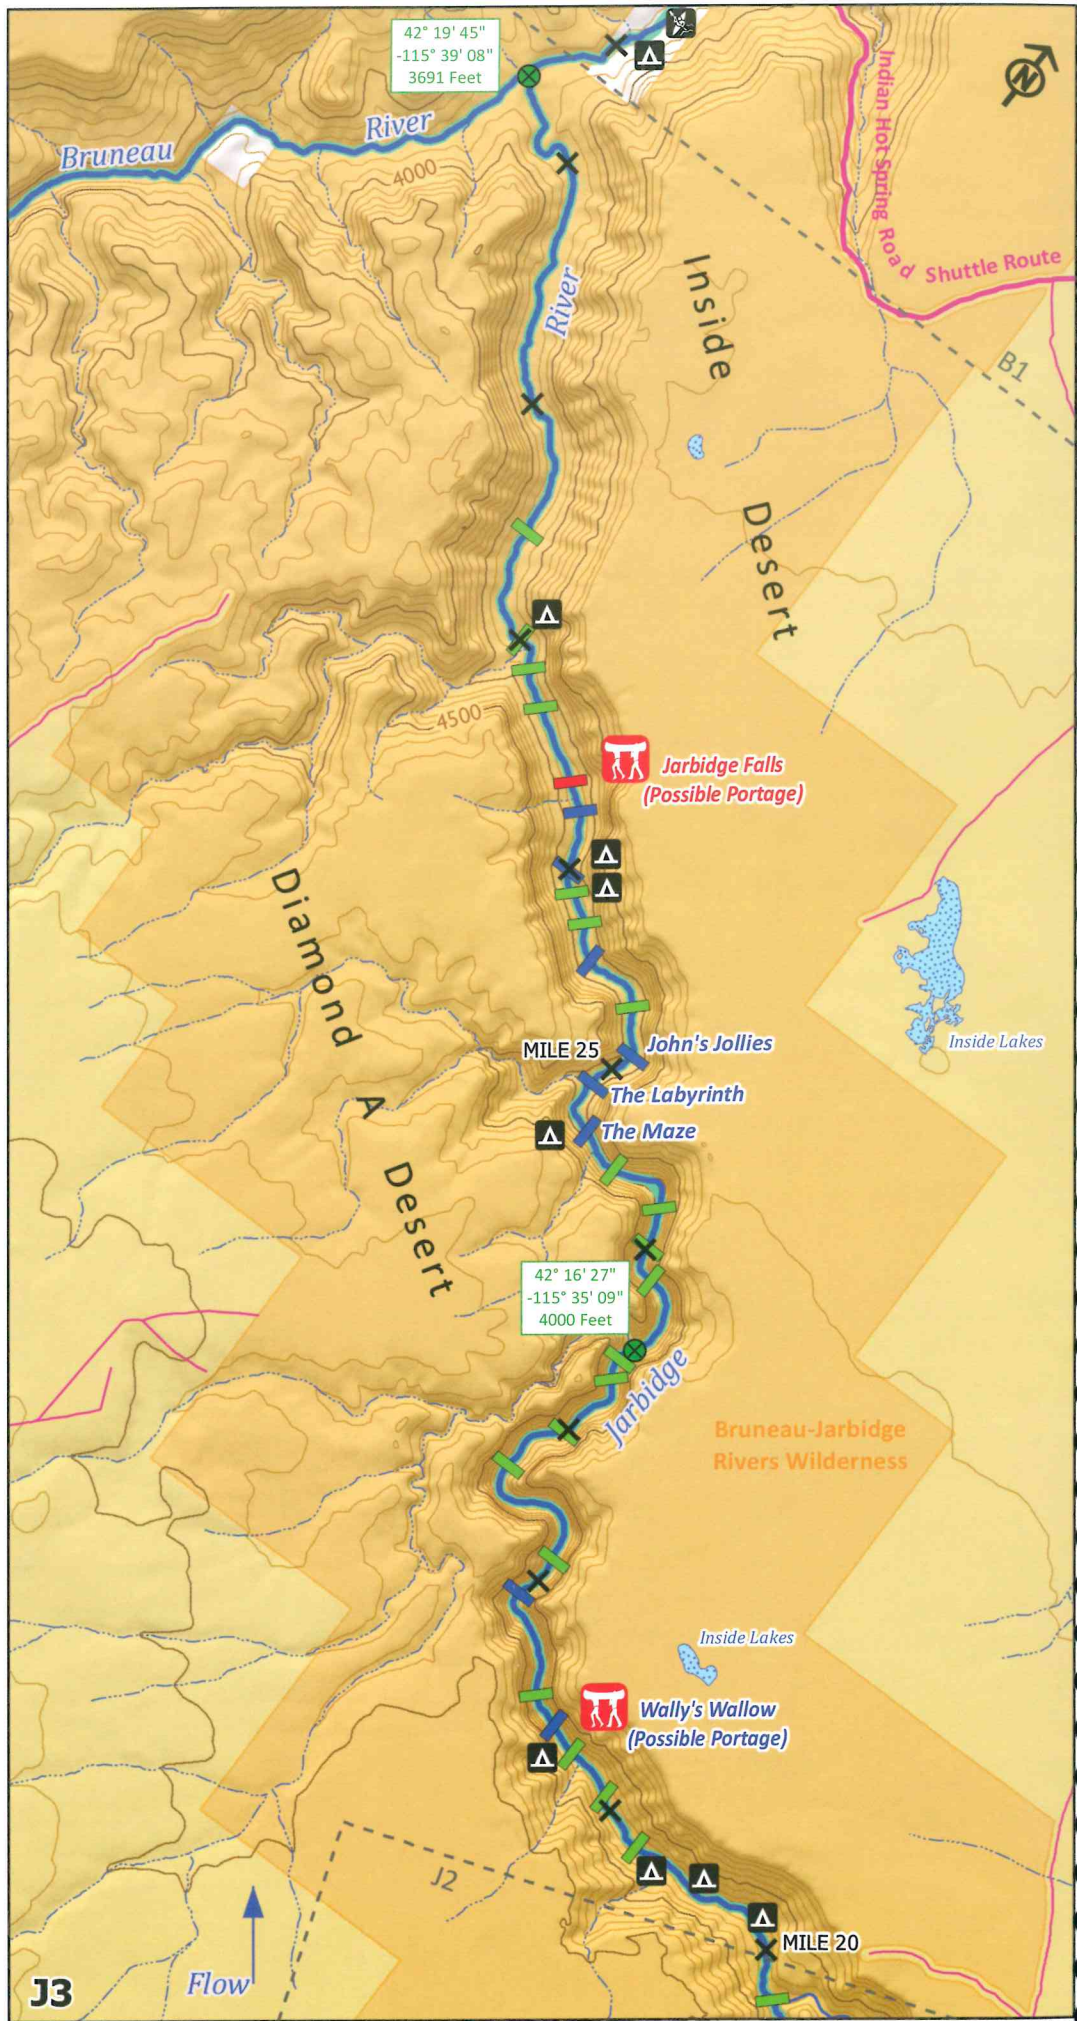 42° 19' 45"
-115° 39' 08"
3691 Feet
N
Bruneau
River
4000
Indian Hot Spring Road
Shuttle Route
B1
River
Inside
Desert
4500
Jarbidge Falls
(Possible Portage)
Diamond
A
Desert
Inside Lakes
MILE 25
John's Jollies
The Labyrinth
The Maze
42° 16' 27"
-115° 35' 09"
4000 Feet
Jarbidge
Bruneau-Jarbidge
Rivers Wilderness
Inside Lakes
Wally's Wallow
(Possible Portage)
J2
MILE 20
Flow
J3